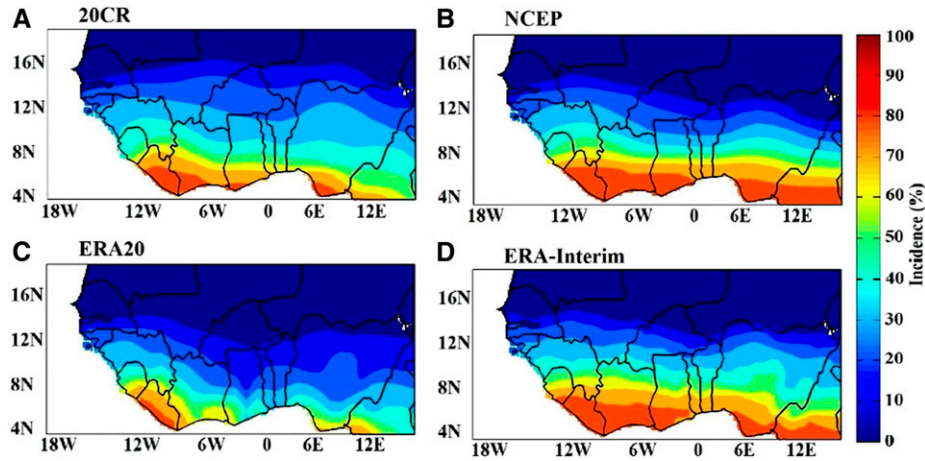 A 20CR
16N
12N
8N
4N
18W 12W 6W 0 6E 12E
B NCEP
16N
12N
8N
4N
18W 12W 6W 0 6E 12E
C ERA20
16N
12N
8N
4N
18W 12W 6W 0 6E 12E
D ERA-Interim
16N
12N
8N
4N
18W 12W 6W 0 6E 12E
100
90
80
70
60
50
40
30
20
10
0
Incidence (%)